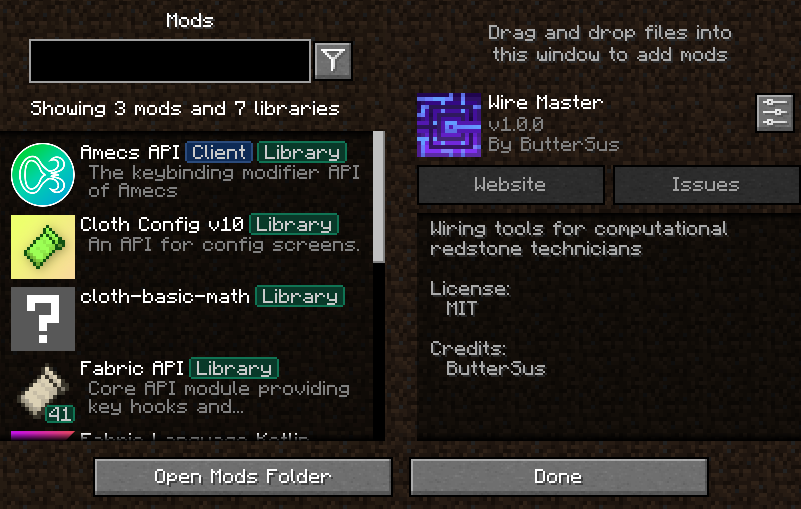 Mods
Showing 3 mods and 7 libraries
Amecs API Client Library
The keybinding modifier API
of Amecs
Cloth Config v10 Library
An API for config screens.
cloth-basic-math Library
Fabric API Library
Core API module providing
key hooks and...
41
Fabric Language Kotlin
Drag and drop files into
this window to add mods
Wire Master
v1.0.0
By ButterSus
Website Issues
Wiring tools for computational
redstone technicians
License:
MIT
Credits:
ButterSus
Open Mods Folder Done